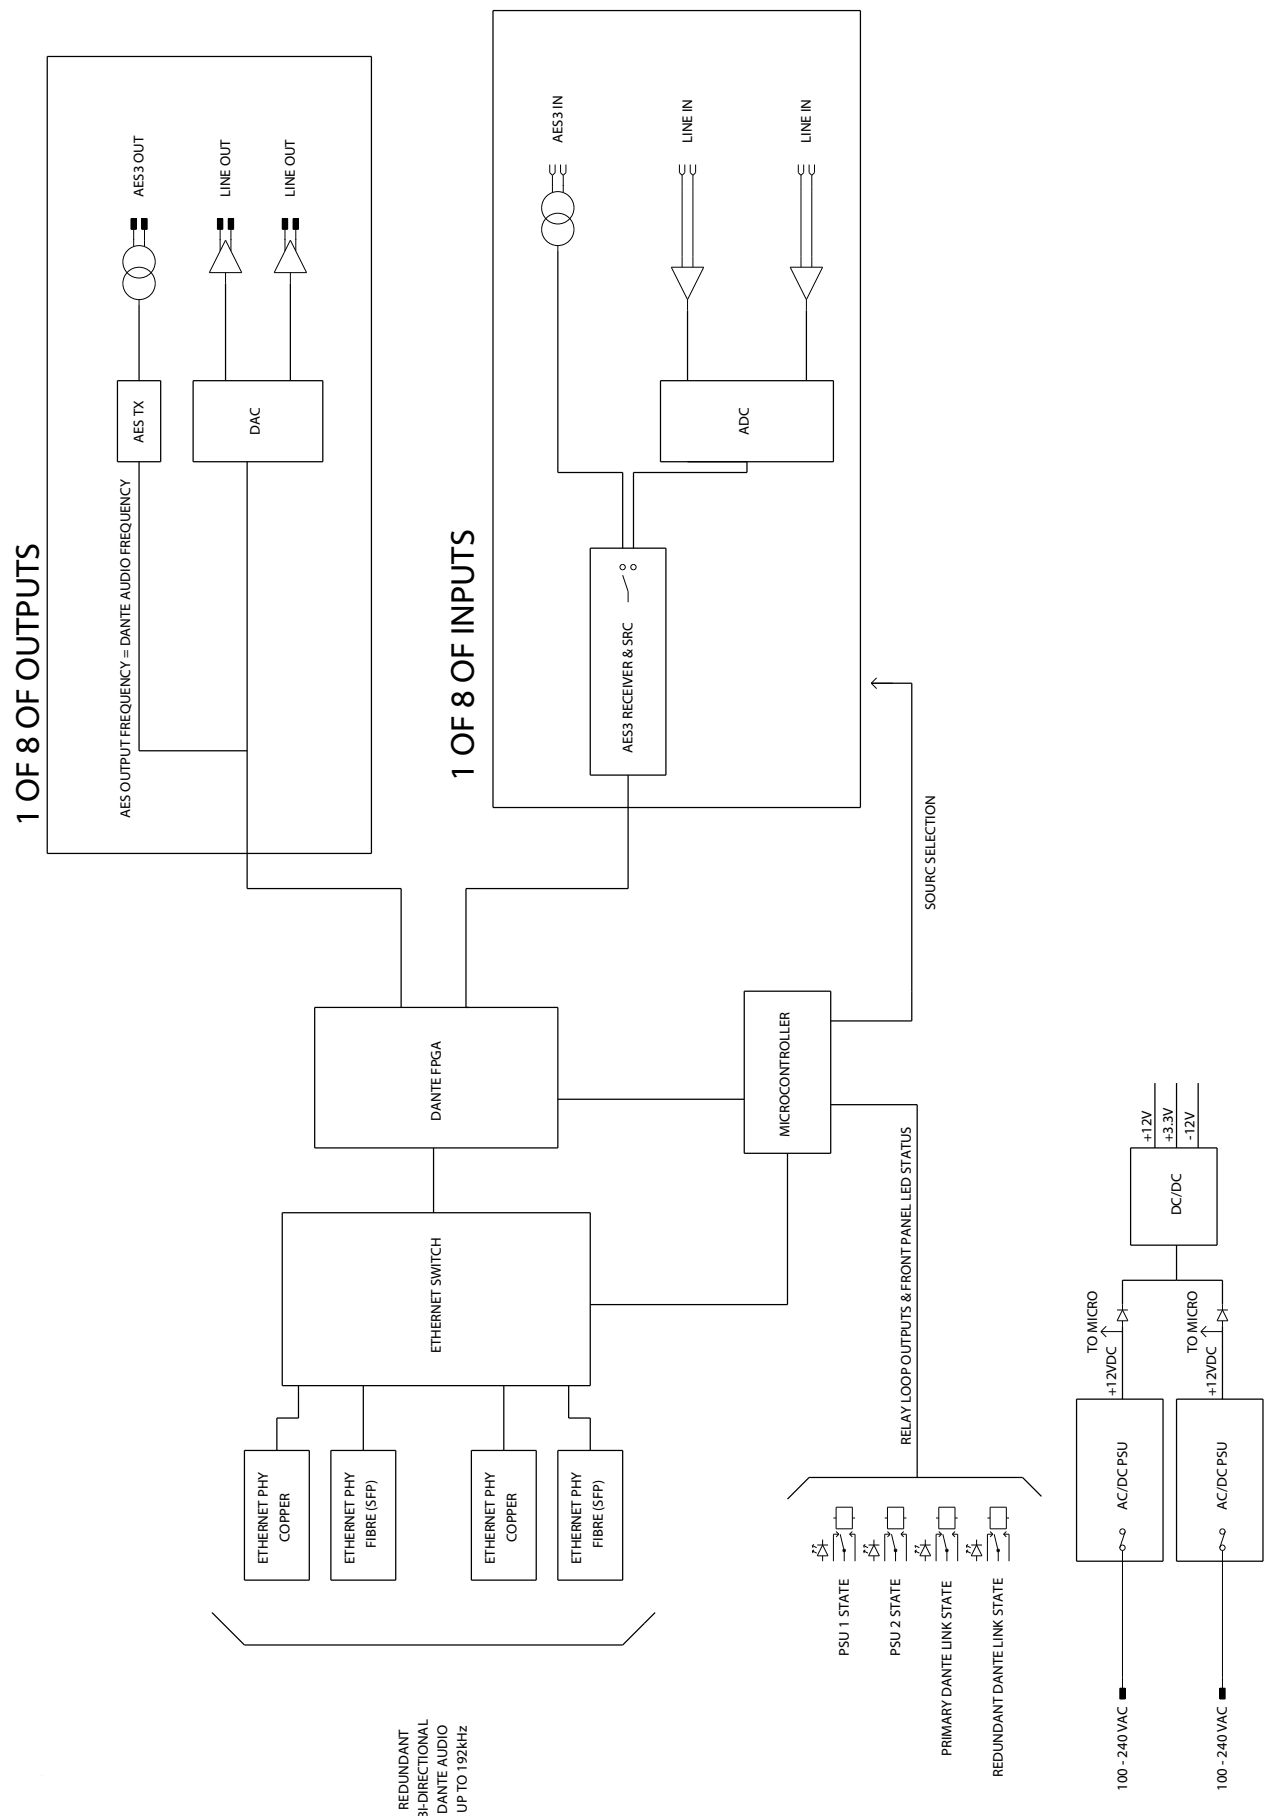 REDUNDANT
BI-DIRECTIONAL
DANTE AUDIO
UP TO 192kHz
ETHERNET PHY
COPPER
ETHERNET PHY
FIBRE (SFP)
ETHERNET PHY
COPPER
ETHERNET PHY
FIBRE (SFP)
ETHERNET SWITCH
DANTE FPGA
MICROCONTROLLER
1 OF 8 OF OUTPUTS
AES OUTPUT FREQUENCY = DANTE AUDIO FREQUENCY
AES TX
DAC
AES3 OUT
LINE OUT
LINE OUT
1 OF 8 OF INPUTS
AES3 RECEIVER & SRC
ADC
AES3 IN
LINE IN
LINE IN
SOURC SELECTION
RELAY LOOP OUTPUTS & FRONT PANEL LED STATUS
PSU 1 STATE
PSU 2 STATE
PRIMARY DANTE LINK STATE
REDUNDANT DANTE LINK STATE
100 - 240 VAC
AC/DC PSU
+12VDC
TO MICRO
100 - 240 VAC
AC/DC PSU
+12VDC
TO MICRO
DC/DC
+12V
+3.3V
-12V